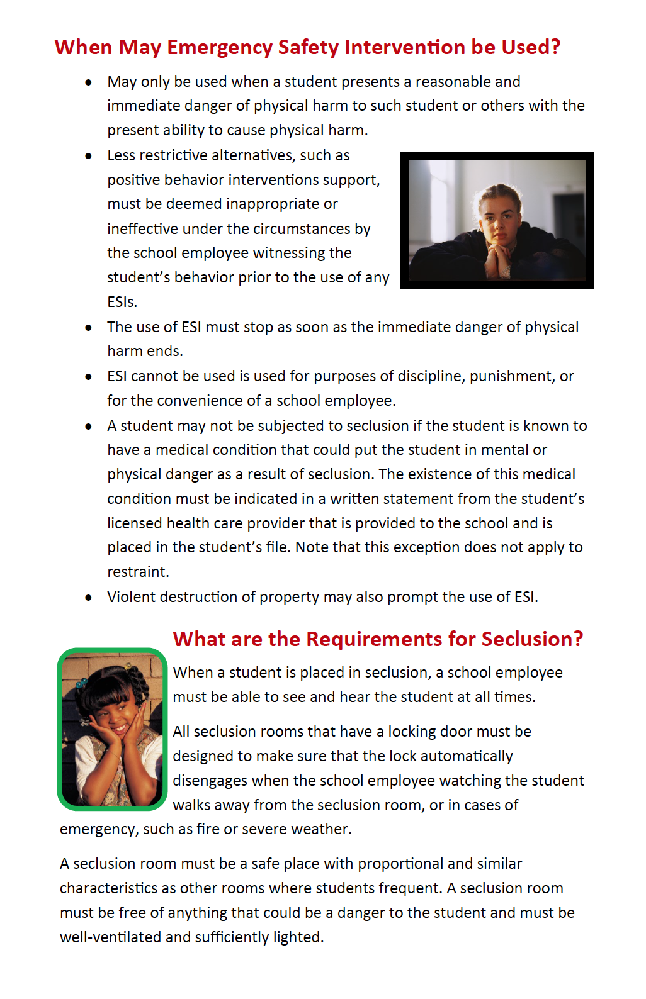 When May Emergency Safety Intervention be Used?
• May only be used when a student presents a reasonable and
immediate danger of physical harm to such student or others with the
present ability to cause physical harm.
• Less restrictive alternatives, such as
positive behavior interventions support,
must be deemed inappropriate or
ineffective under the circumstances by
the school employee witnessing the
student’s behavior prior to the use of any
ESIs.
• The use of ESI must stop as soon as the immediate danger of physical
harm ends.
• ESI cannot be used is used for purposes of discipline, punishment, or
for the convenience of a school employee.
• A student may not be subjected to seclusion if the student is known to
have a medical condition that could put the student in mental or
physical danger as a result of seclusion. The existence of this medical
condition must be indicated in a written statement from the student’s
licensed health care provider that is provided to the school and is
placed in the student’s file. Note that this exception does not apply to
restraint.
• Violent destruction of property may also prompt the use of ESI.
What are the Requirements for Seclusion?
When a student is placed in seclusion, a school employee
must be able to see and hear the student at all times.
All seclusion rooms that have a locking door must be
designed to make sure that the lock automatically
disengages when the school employee watching the student
walks away from the seclusion room, or in cases of
emergency, such as fire or severe weather.
A seclusion room must be a safe place with proportional and similar
characteristics as other rooms where students frequent. A seclusion room
must be free of anything that could be a danger to the student and must be
well-ventilated and sufficiently lighted.